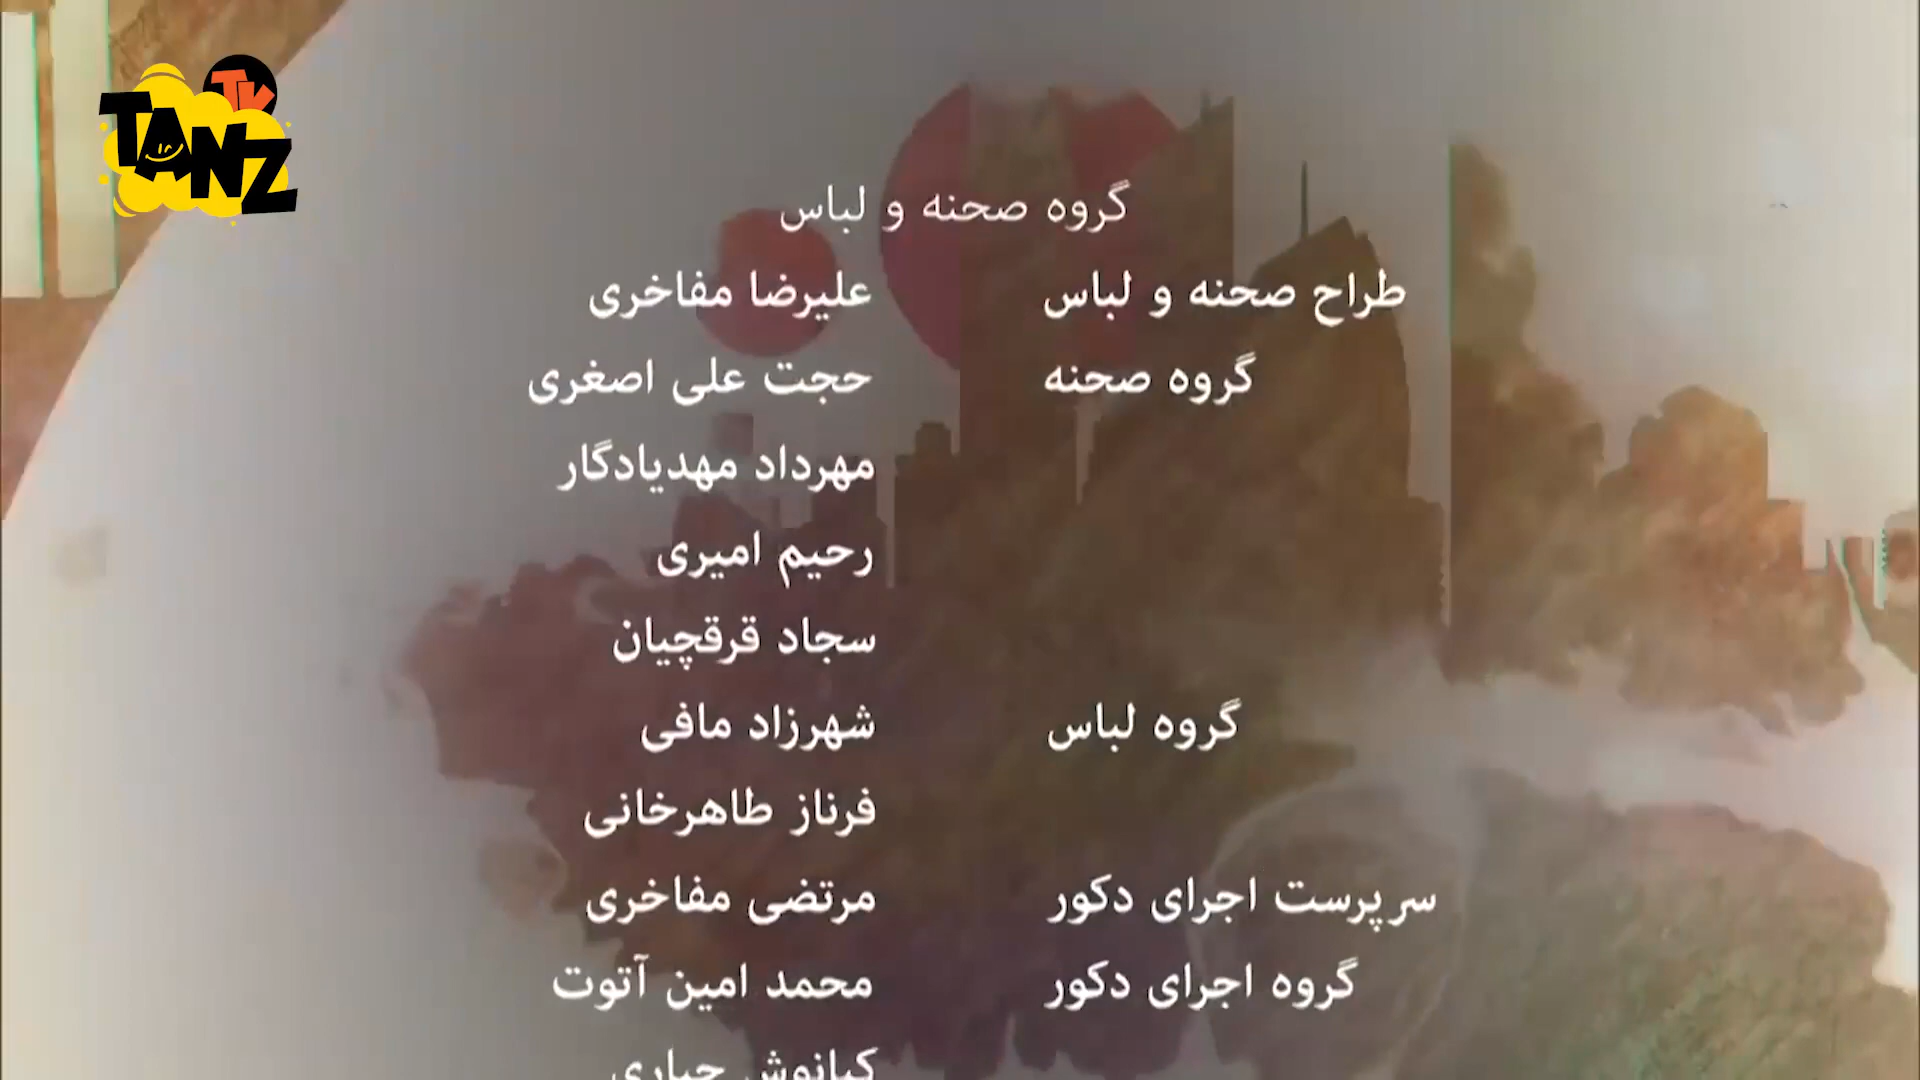 TANZ TV
گروه صحنه و لباس
طراح صحنه و لباس علیرضا مفاخری
گروه صحنه حجت علی اصغری
مهرداد مهدیادگار
رحیم امیری
سجاد قرقچیان
گروه لباس شهرزاد مافی
فرناز طاهرخانی
سرپرست اجرای دکور مرتضی مفاخری
گروه اجرای دکور محمد امین آتوت
کیانوش